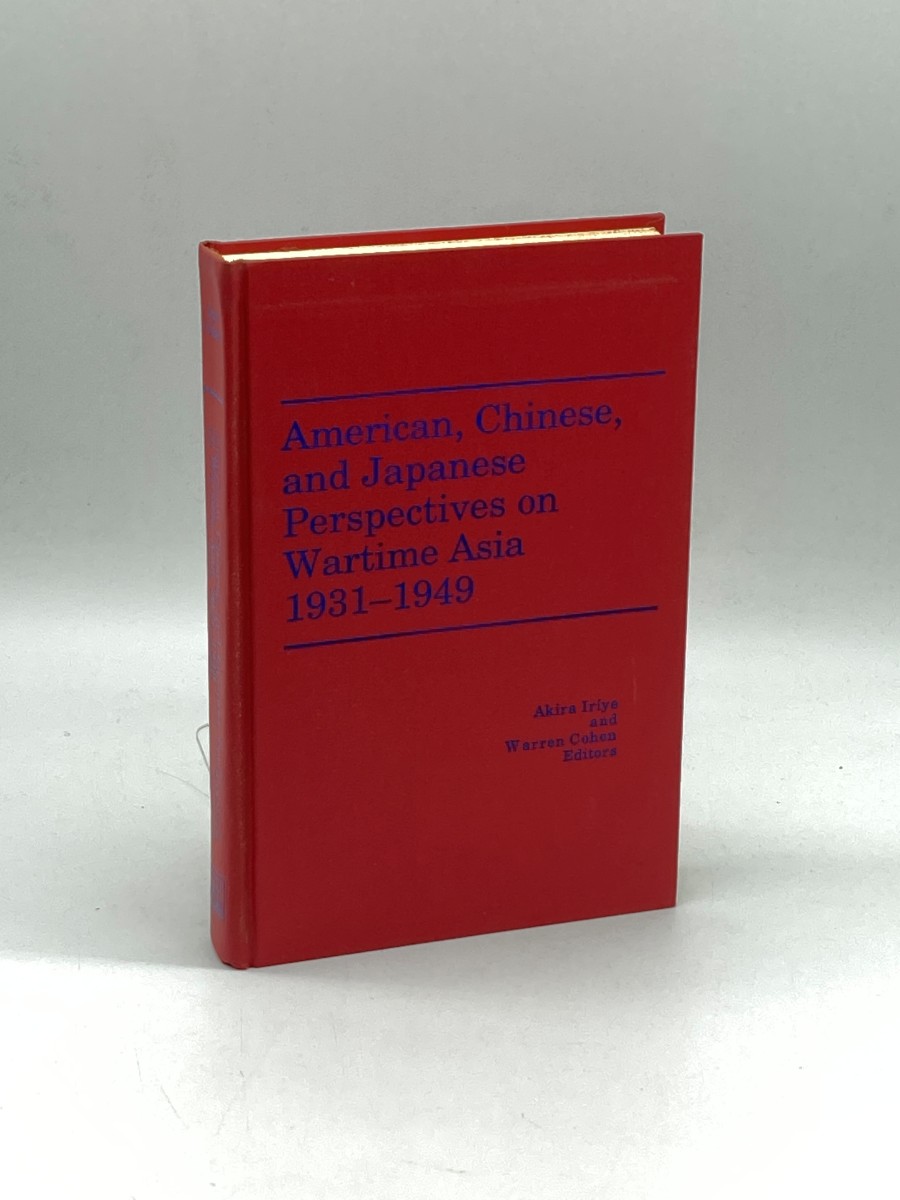 American, Chinese,
and Japanese
Perspectives on
Wartime Asia
1931–1949
Akira Iriye
and
Warren Cohen
Editors